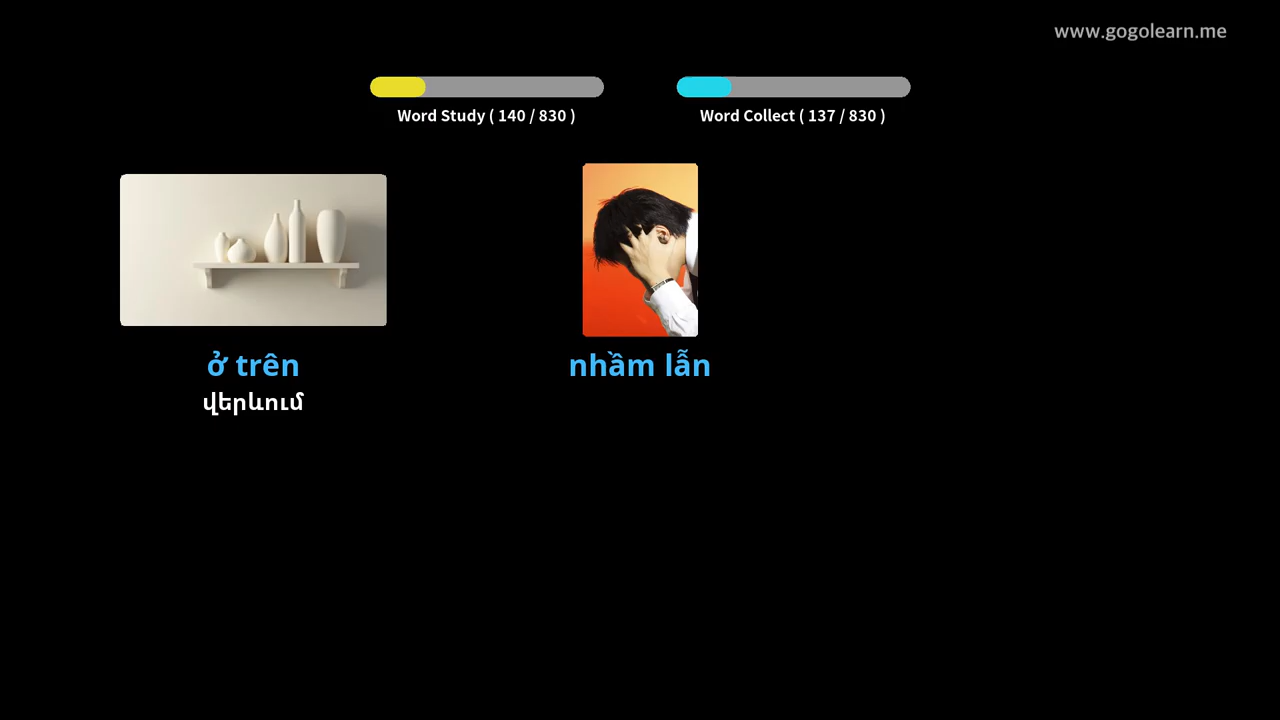 www.gogolearn.me
Word Study ( 140 / 830 )
Word Collect ( 137 / 830 )
ở trên
վերևում
nhầm lẫn